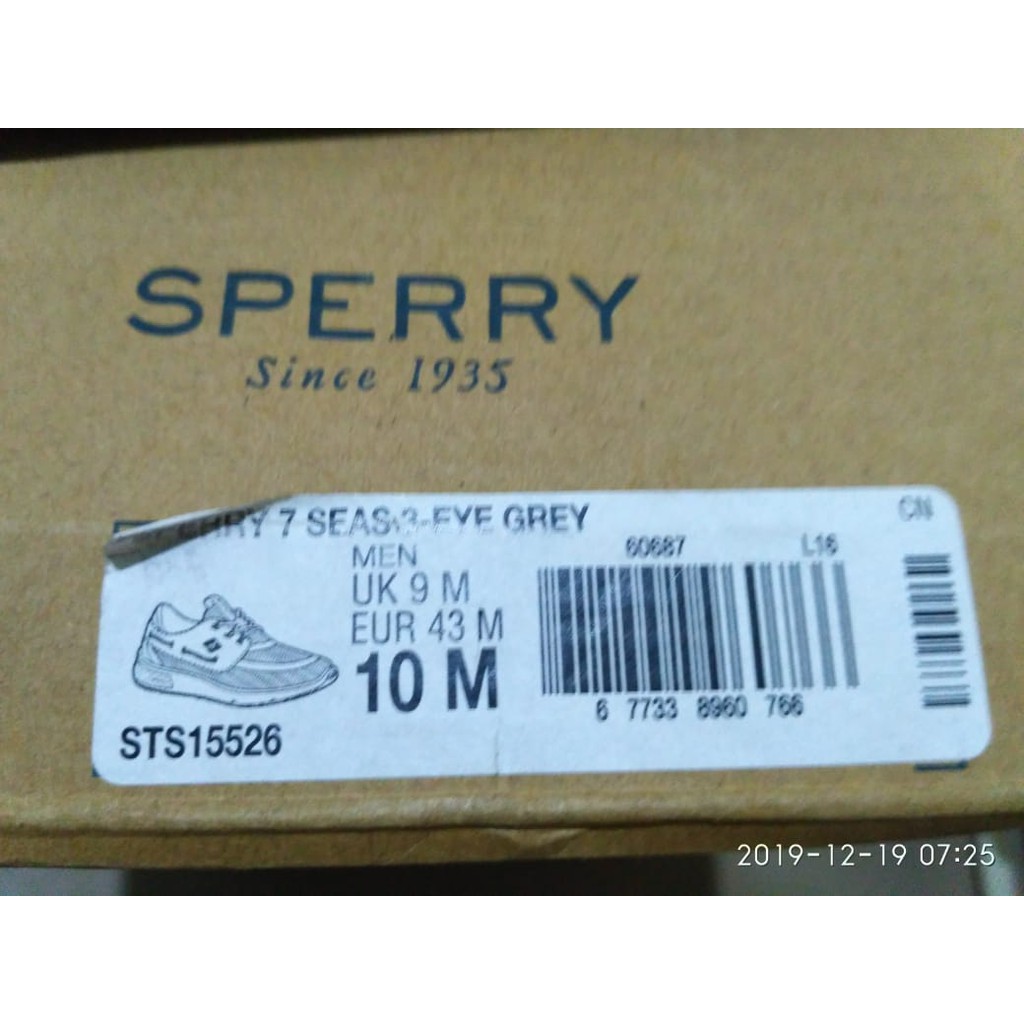 SPERRY
Since 1935
7 SEAS 3-EYE GREY
CN
MEN
60687 L16
UK 9 M
EUR 43 M
10 M
6 7733 8960 766
STS15526
2019-12-19 07:25